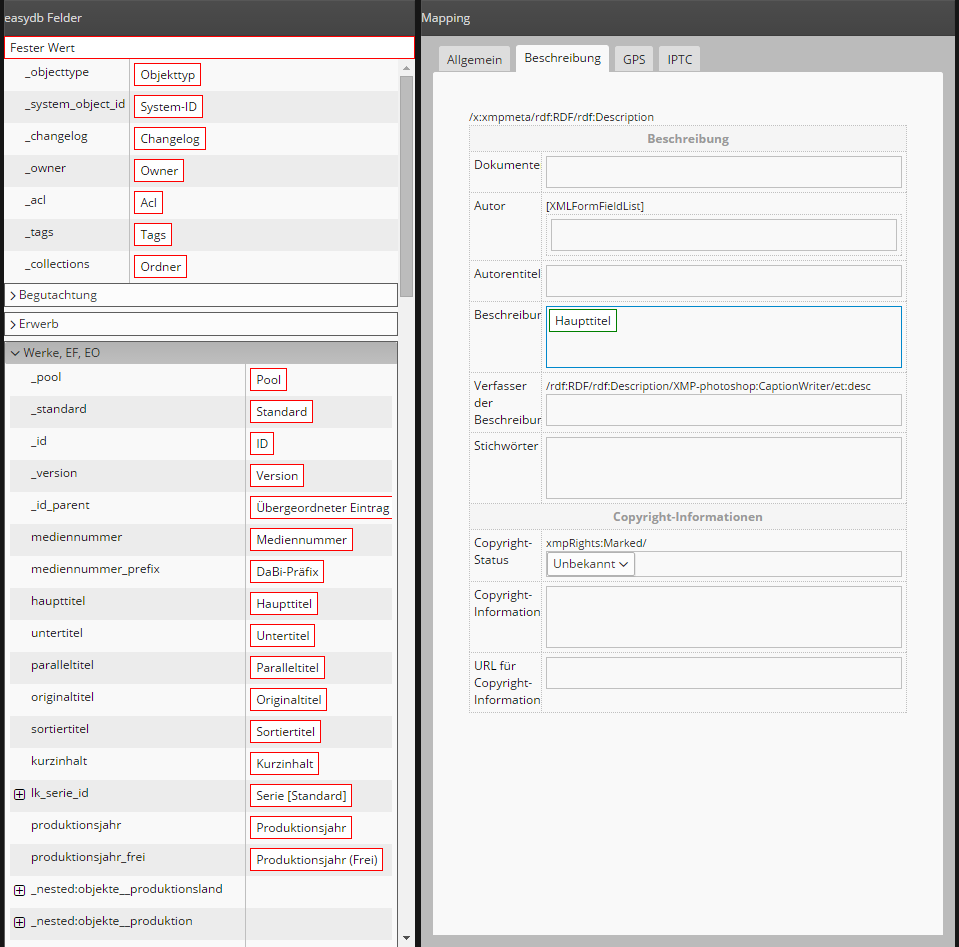 easydb Felder
Fester Wert
_objecttype Objekttyp
_system_object_id System-ID
_changelog Changelog
_owner Owner
_acl Acl
_tags Tags
_collections Ordner
Begutachtung
Erwerb
Werke, EF, EO
_pool Pool
_standard Standard
_id ID
_version Version
_id_parent Übergeordneter Eintrag
mediennummer Mediennummer
mediennummer_prefix DaBi-Präfix
haupttitel Haupttitel
untertitel Untertitel
paralleltitel Paralleltitel
originaltitel Originaltitel
sortiertitel Sortiertitel
kurzinhalt Kurzinhalt
lk_serie_id Serie [Standard]
produktionsjahr Produktionsjahr
produktionsjahr_frei Produktionsjahr (Frei)
_nested:objekte__produktionsland
_nested:objekte__produktion
Mapping
Allgemein Beschreibung GPS IPTC
/x:xmpmeta/rdf:RDF/rdf:Description
Beschreibung
Dokumente
Autor [XMLFormFieldList]
Autorentitel
Beschreibur Haupttitel
Verfasser /rdf:RDF/rdf:Description/XMP-photoshop:CaptionWriter/et:desc
der
Beschreibur
Stichwörter
Copyright-Informationen
Copyright- xmpRights:Marked/
Status Unbekannt
Copyright-
Information
URL für
Copyright-
Information